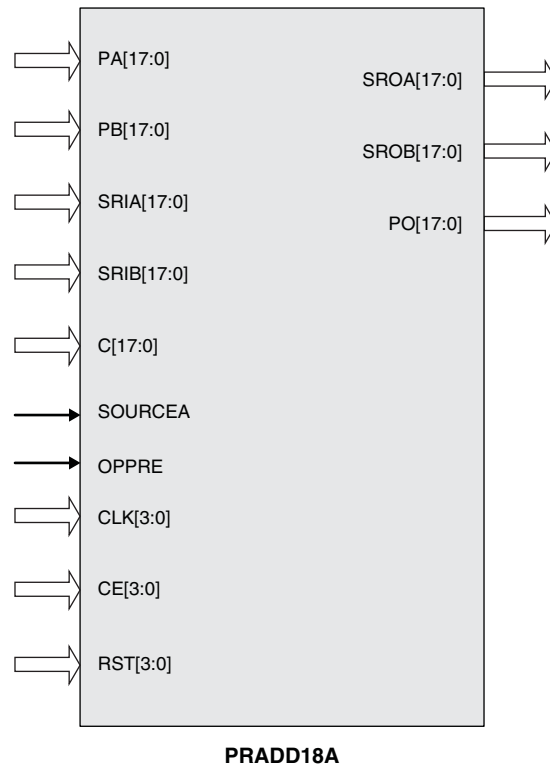 PA[17:0]
SROA[17:0]
PB[17:0]
SROB[17:0]
SRIA[17:0]
PO[17:0]
SRIB[17:0]
C[17:0]
SOURCEA
OPPRE
CLK[3:0]
CE[3:0]
RST[3:0]
PRADD18A